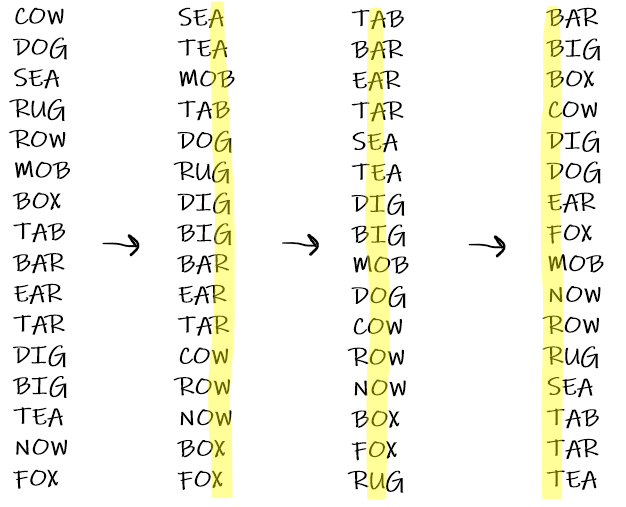 COW SEA TAB BAR
DOG TEA BAR BIG
SEA MOB EAR BOX
RUG TAB TAR COW
ROW DOG SEA DIG
MOB RUG TEA DOG
BOX DIG DIG EAR
TAB BIG BIG FOX
BAR BAR MOB MOB
EAR EAR DOG NOW
TAR TAR COW ROW
DIG COW ROW RUG
BIG ROW NOW SEA
TEA NOW BOX TAB
NOW BOX FOX TAR
FOX FOX RUG TEA